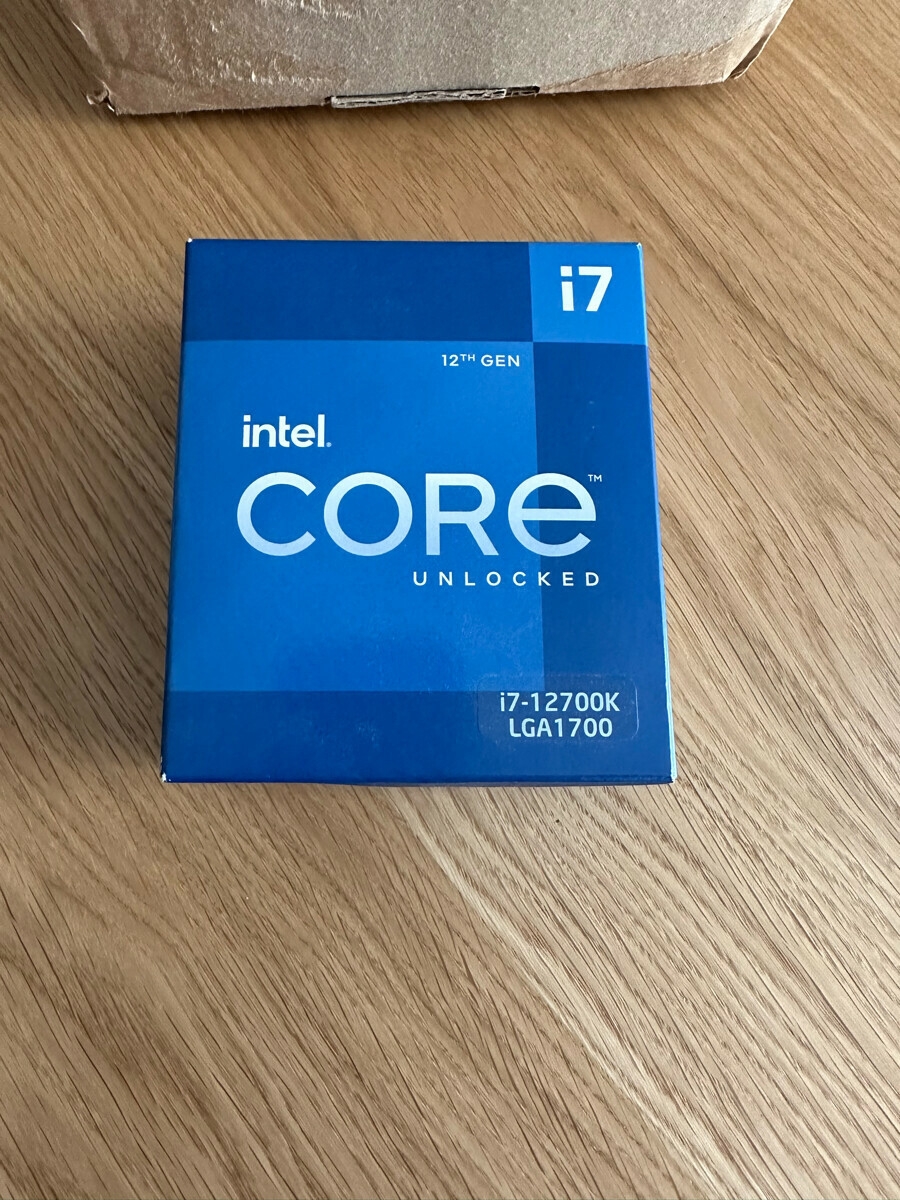 i7
12TH GEN
intel.
CORe™
UNLOCKED
i7-12700K
LGA1700